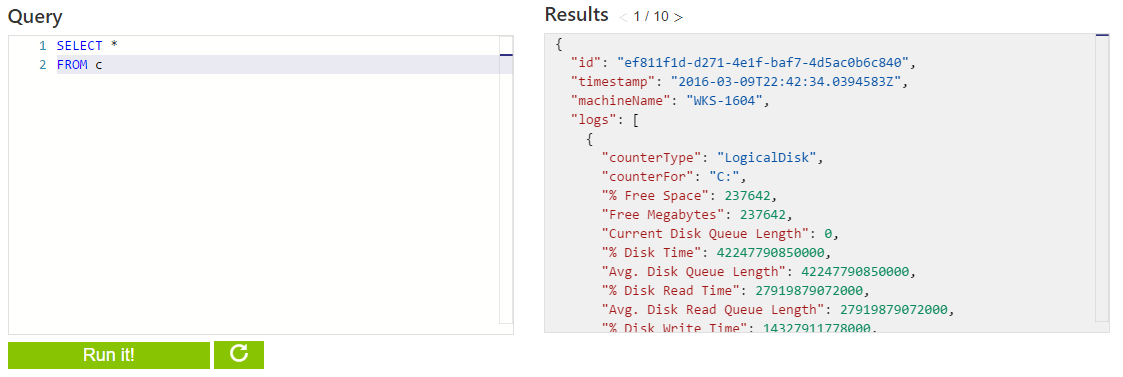 Query
1 SELECT *
2 FROM c
Run it!
Results < 1 / 10 >
{
"id": "ef811f1d-d271-4e1f-baf7-4d5ac0b6c840",
"timestamp": "2016-03-09T22:42:34.0394583Z",
"machineName": "WKS-1604",
"logs": [
{
"counterType": "LogicalDisk",
"counterFor": "C:",
"% Free Space": 237642,
"Free Megabytes": 237642,
"Current Disk Queue Length": 0,
"% Disk Time": 42247790850000,
"Avg. Disk Queue Length": 42247790850000,
"% Disk Read Time": 27919879072000,
"Avg. Disk Read Queue Length": 27919879072000,
"% Disk Write Time": 14327911778000,